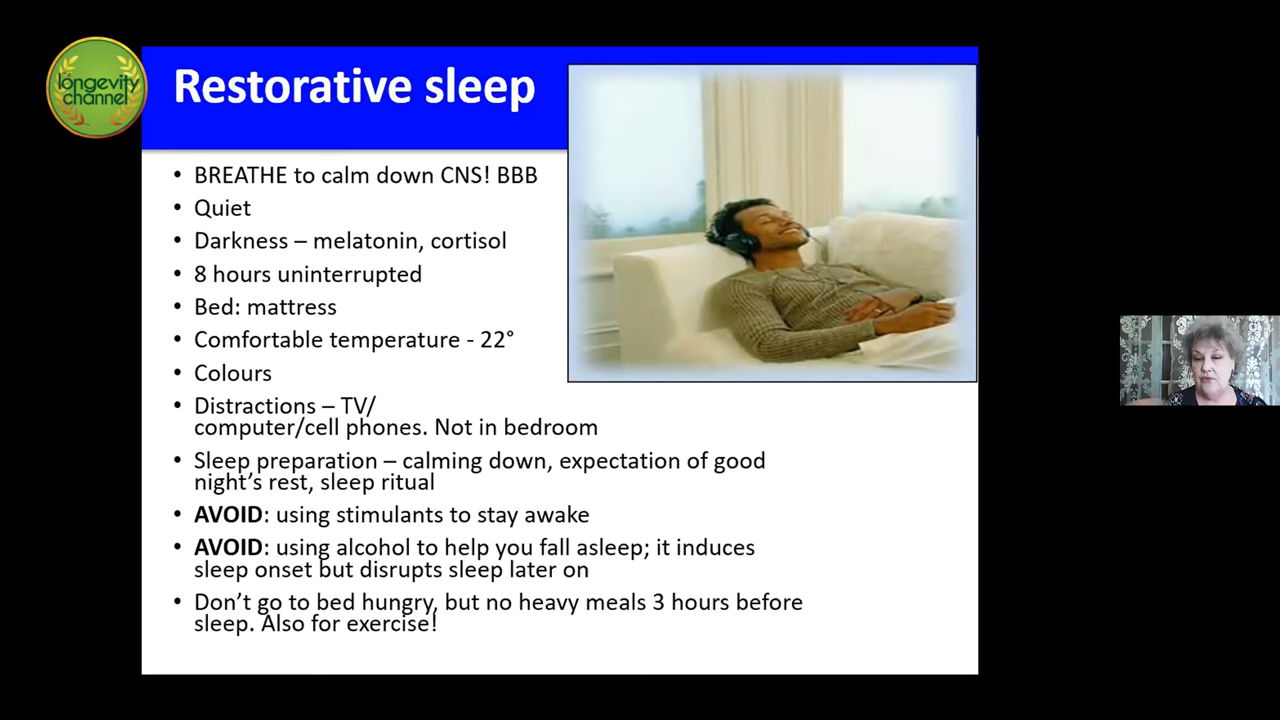 the
longevity
channel
Restorative sleep
• BREATHE to calm down CNS! BBB
• Quiet
• Darkness – melatonin, cortisol
• 8 hours uninterrupted
• Bed: mattress
• Comfortable temperature - 22°
• Colours
• Distractions – TV/
computer/cell phones. Not in bedroom
• Sleep preparation – calming down, expectation of good
night’s rest, sleep ritual
• AVOID: using stimulants to stay awake
• AVOID: using alcohol to help you fall asleep; it induces
sleep onset but disrupts sleep later on
• Don’t go to bed hungry, but no heavy meals 3 hours before
sleep. Also for exercise!